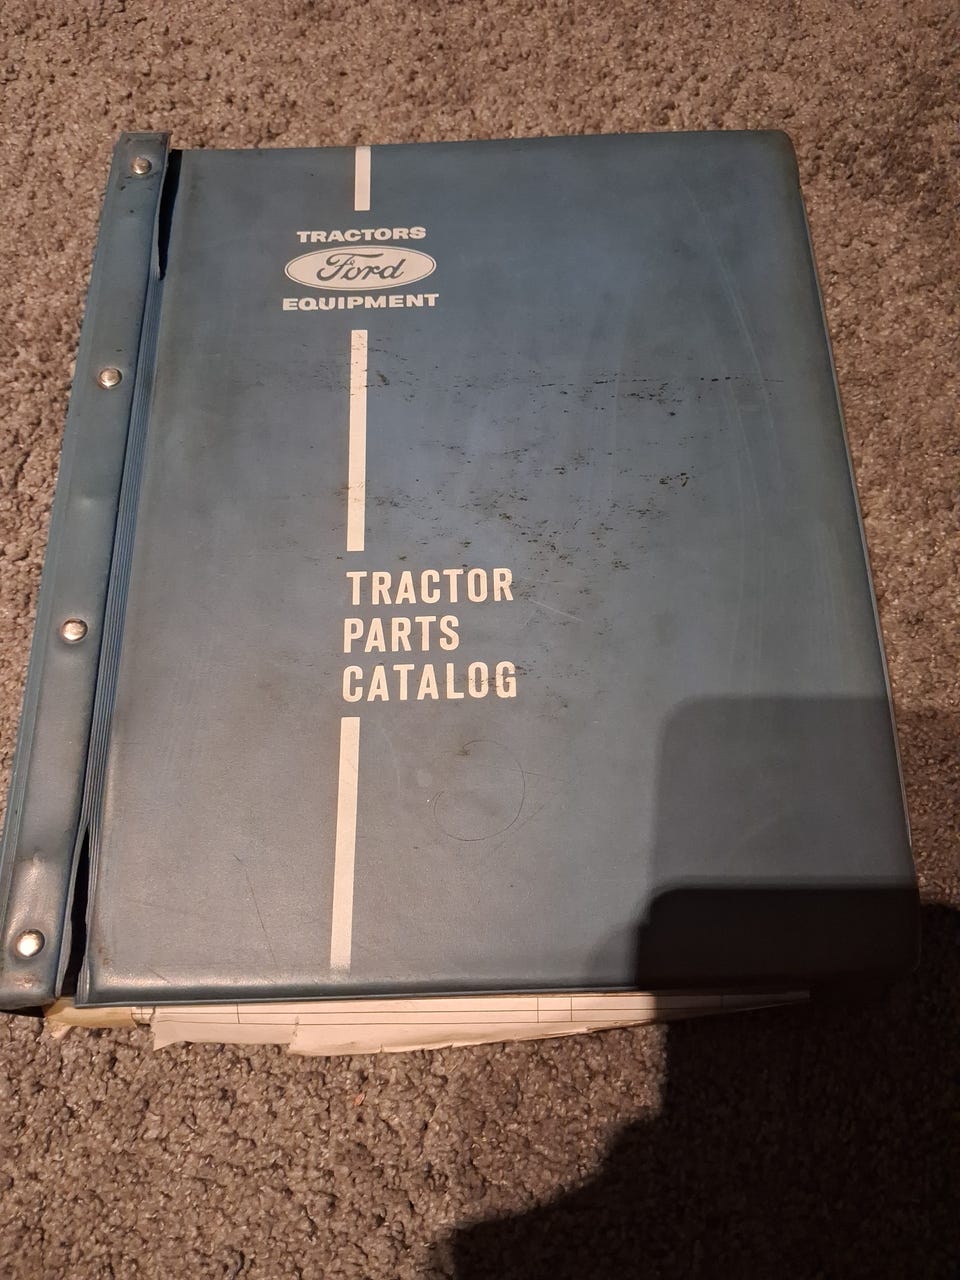 TRACTORS
Ford
EQUIPMENT
TRACTOR
PARTS
CATALOG